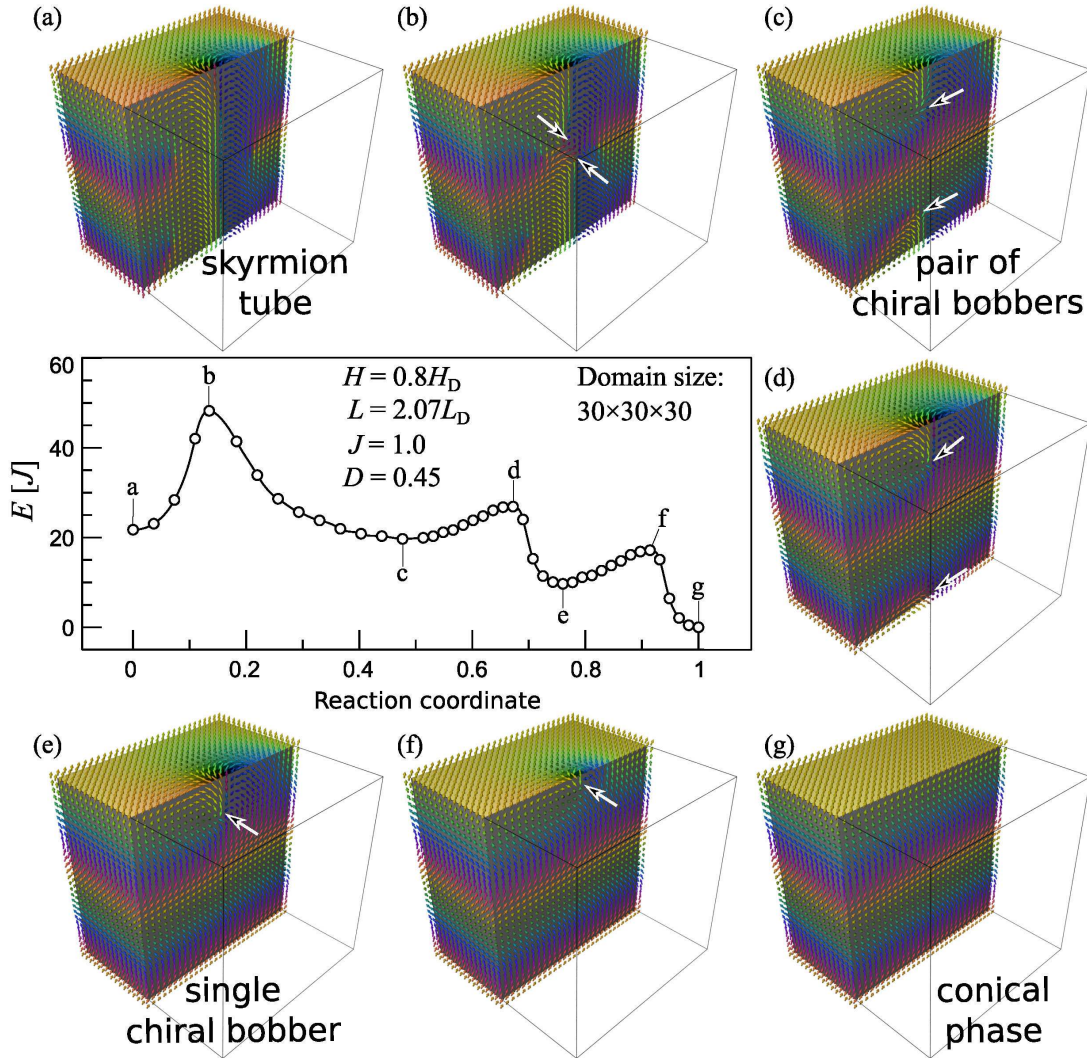 (a)
(b)
(c)
skyrmion
tube
pair of
chiral bobbers
60
40
20
0
E [J]
a
b
c
d
e
f
g
H = 0.8H_D
L = 2.07L_D
J = 1.0
D = 0.45
Domain size:
30×30×30
0
0.2
0.4
0.6
0.8
1
Reaction coordinate
(d)
(e)
(f)
(g)
single
chiral bobber
conical
phase